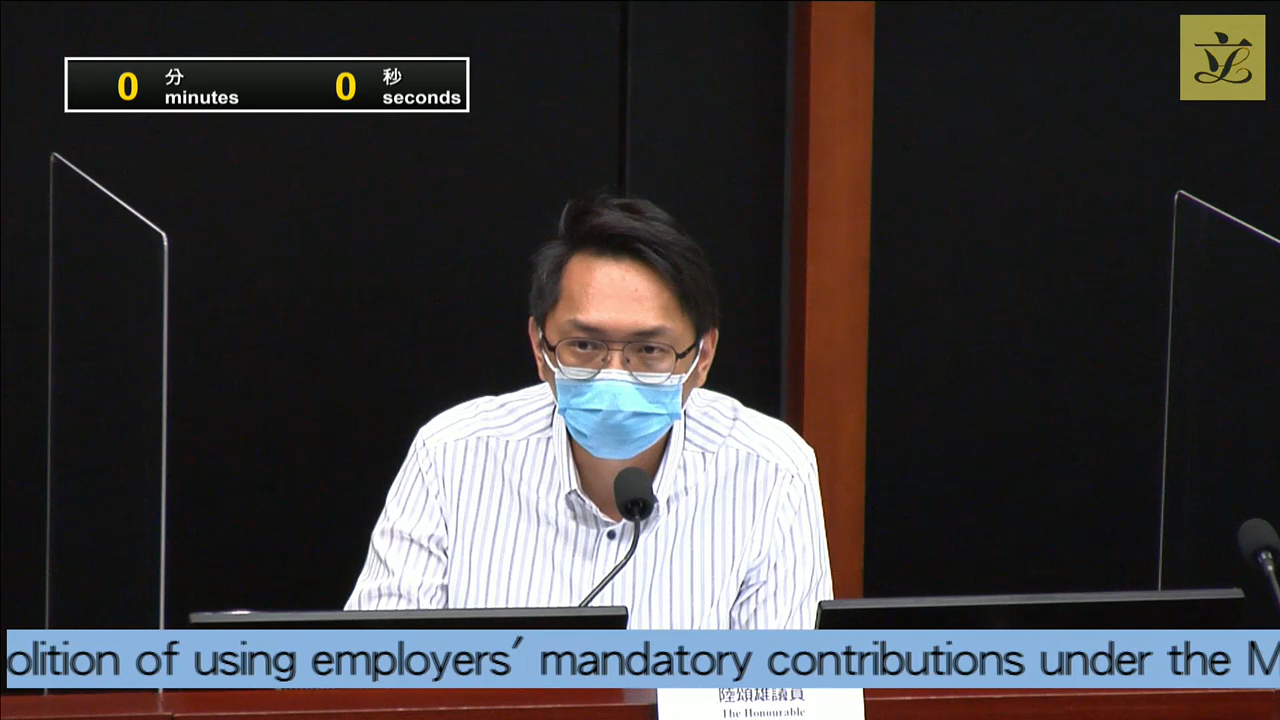 0 分 0 秒
minutes seconds
立
olition of using employers' mandatory contributions under the M
陸頌雄議員
The Honourable